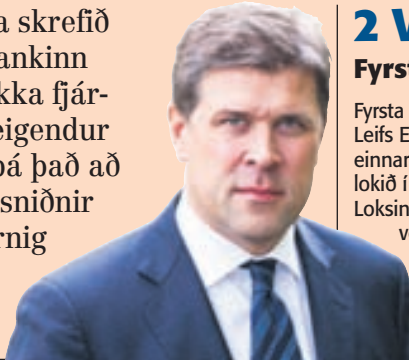 a skrefið
ankinn
kka fjár-
eigendur
þá það að
sniðnir
rnig
2 V
Fyrst
Fyrsta
Leifs E
einnar
lokið í
Loksin
v